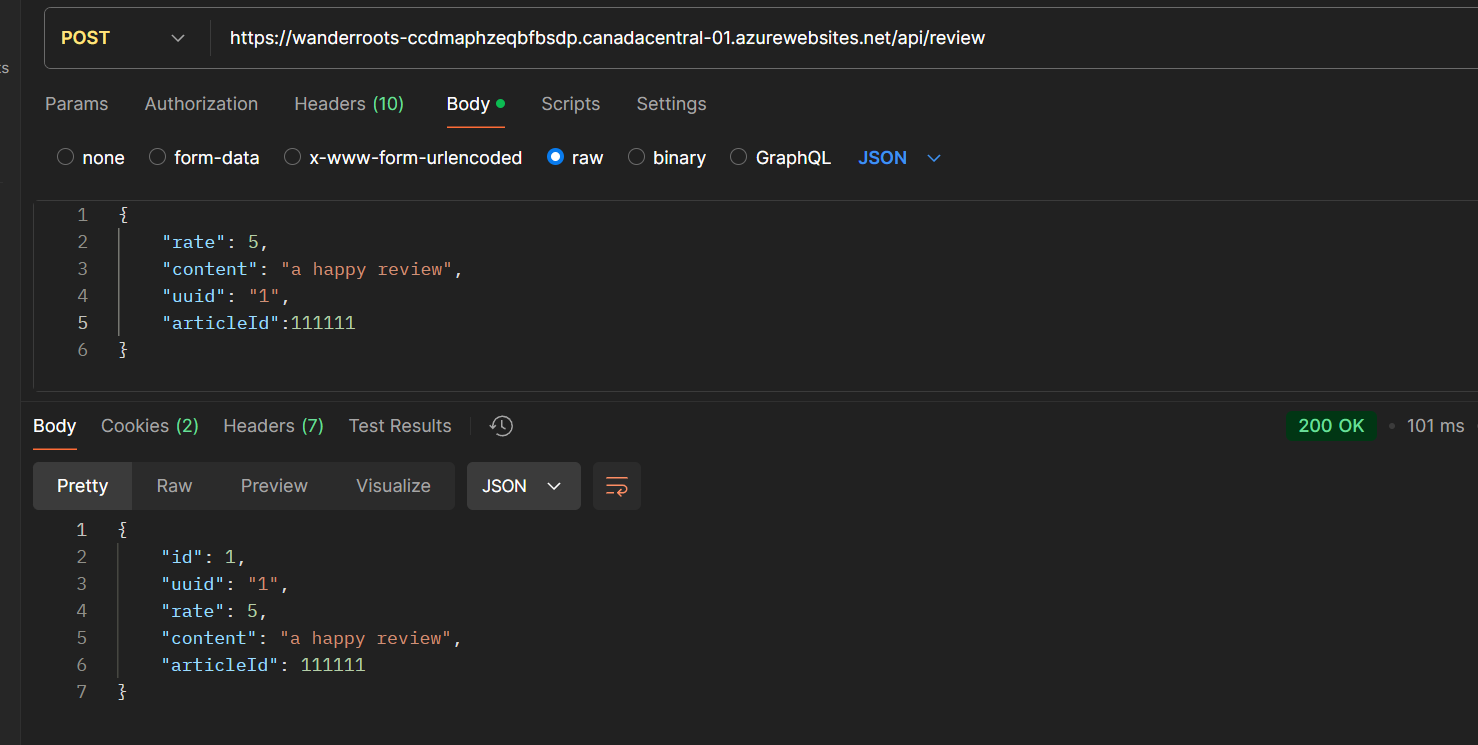 POST https://wanderroots-ccdmaphzeqbfbsdp.canadacentral-01.azurewebsites.net/api/review
ts
Params Authorization Headers (10) Body Scripts Settings
none form-data x-www-form-urlencoded raw binary GraphQL JSON
1 {
2 "rate": 5,
3 "content": "a happy review",
4 "uuid": "1",
5 "articleId":111111
6 }
Body Cookies (2) Headers (7) Test Results 200 OK • 101 ms
Pretty Raw Preview Visualize JSON
1 {
2 "id": 1,
3 "uuid": "1",
4 "rate": 5,
5 "content": "a happy review",
6 "articleId": 111111
7 }